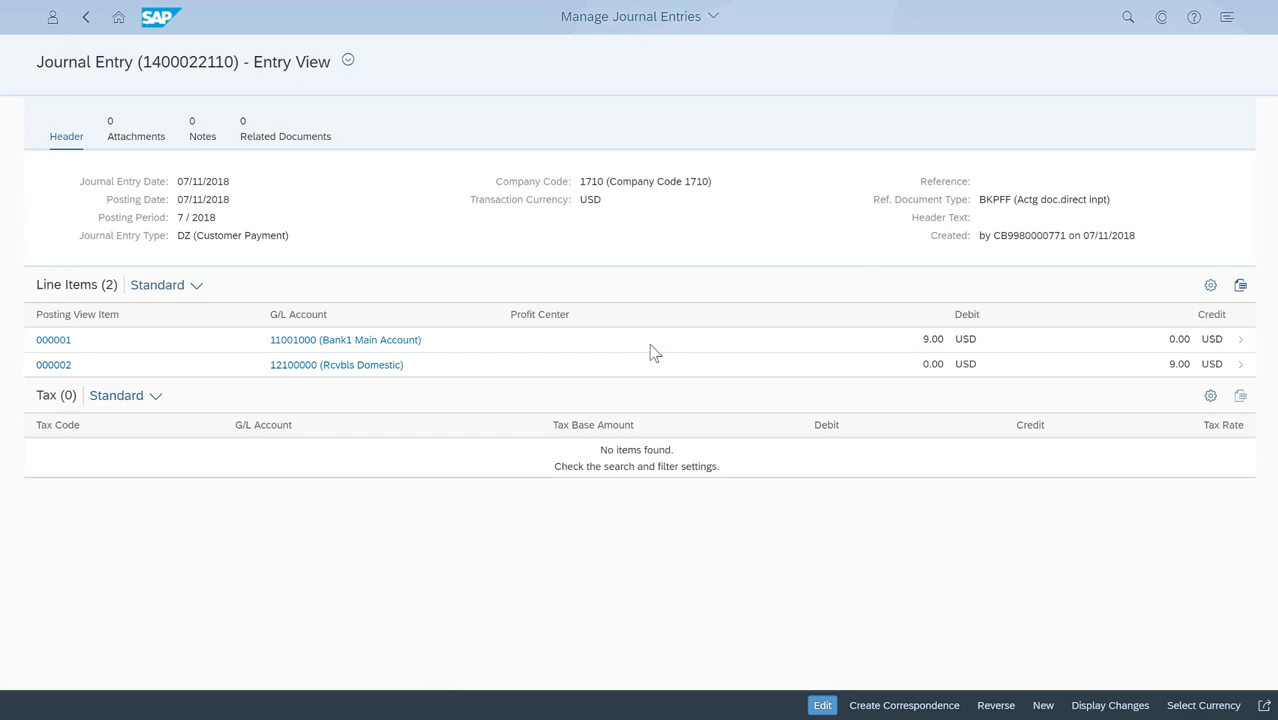 SAP
Manage Journal Entries
Journal Entry (1400022110) - Entry View
Header
0 Attachments
0 Notes
0 Related Documents
Journal Entry Date: 07/11/2018
Posting Date: 07/11/2018
Posting Period: 7 / 2018
Journal Entry Type: DZ (Customer Payment)
Company Code: 1710 (Company Code 1710)
Transaction Currency: USD
Reference:
Ref. Document Type: BKPFF (Actg doc.direct inpt)
Header Text:
Created: by CB9980000771 on 07/11/2018
Line Items (2) Standard
Posting View Item G/L Account Profit Center Debit Credit
000001 11001000 (Bank1 Main Account) 9.00 USD 0.00 USD
000002 12100000 (Rcvbls Domestic) 0.00 USD 9.00 USD
Tax (0) Standard
Tax Code G/L Account Tax Base Amount Debit Credit Tax Rate
No items found.
Check the search and filter settings.
Edit Create Correspondence Reverse New Display Changes Select Currency